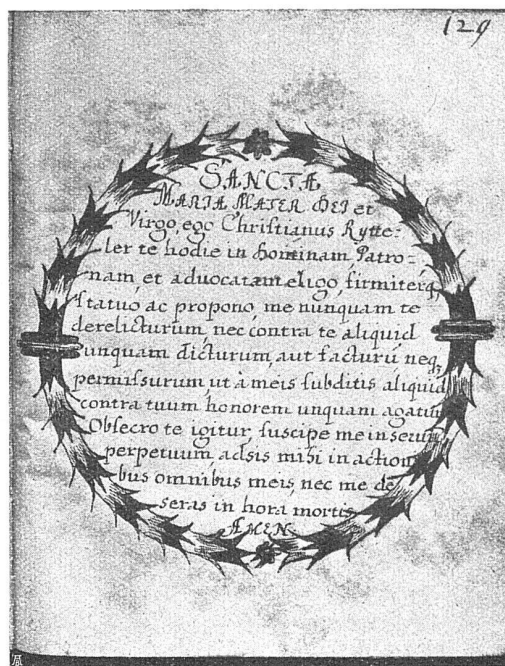 129
SANCTA
MARIA MATER DEI et
Virgo, ego Christianus Rytte-
ler te hodie in Dominam Patro-
nam, et aduocatam eligo, firmiterq,
statuo, ac propono, me nunquam te
derelicturum, nec contra te aliquid
unquam dicturum, aut facturū neq,
permissurum, ut à meis subditis aliquid
contra tuum honorem unquam agatur
Obsecro te igitur, suscipe me in seruū
perpetuum, adsis mihi in action
bus omnibus meis, nec me de
seras in hora mortis
AMEN.